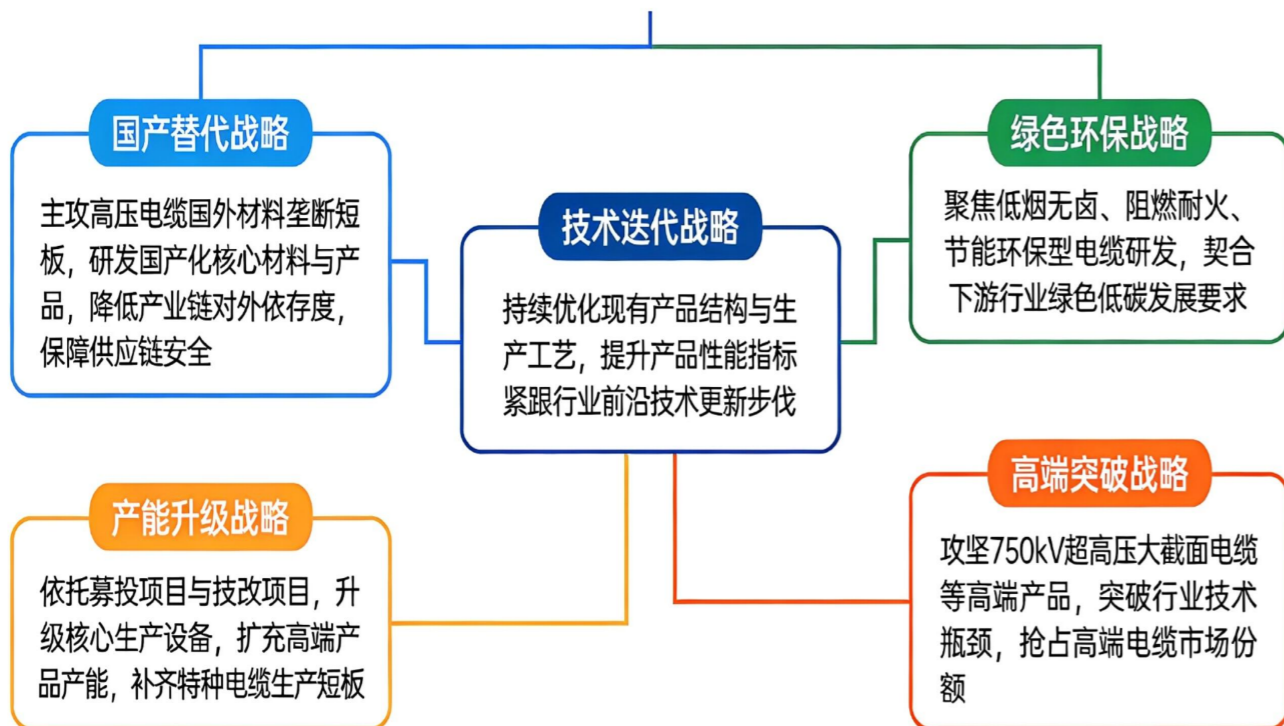 国产替代战略
主攻高压电缆国外材料垄断短
板，研发国产化核心材料与产
品，降低产业链对外依存度，
保障供应链安全
绿色环保战略
聚焦低烟无卤、阻燃耐火、
节能环保型电缆研发，契合
下游行业绿色低碳发展要求
技术迭代战略
持续优化现有产品结构与生
产工艺，提升产品性能指标
紧跟行业前沿技术更新步伐
产能升级战略
依托募投项目与技改项目，升
级核心生产设备，扩充高端产
品产能，补齐特种电缆生产短板
高端突破战略
攻坚750kV超高压大截面电缆
等高端产品，突破行业技术
瓶颈，抢占高端电缆市场份
额